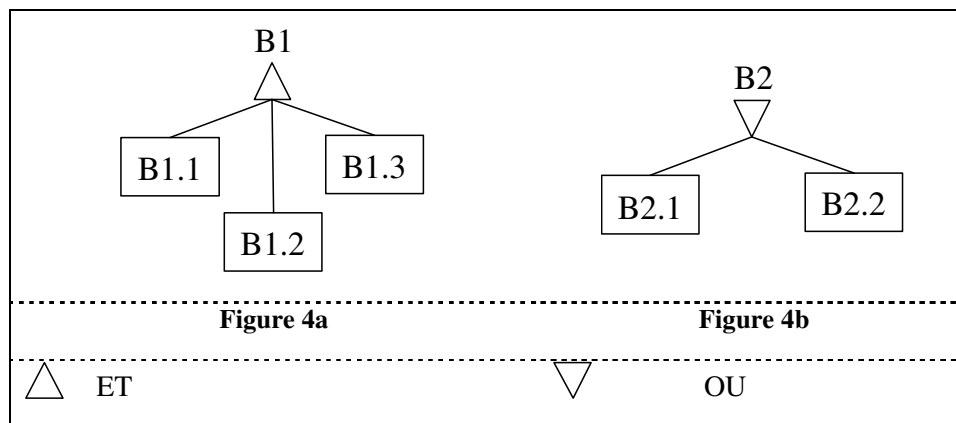 B1
B2
B1.1
B1.3
B1.2
B2.1
B2.2
Figure 4a
Figure 4b
ET
OU